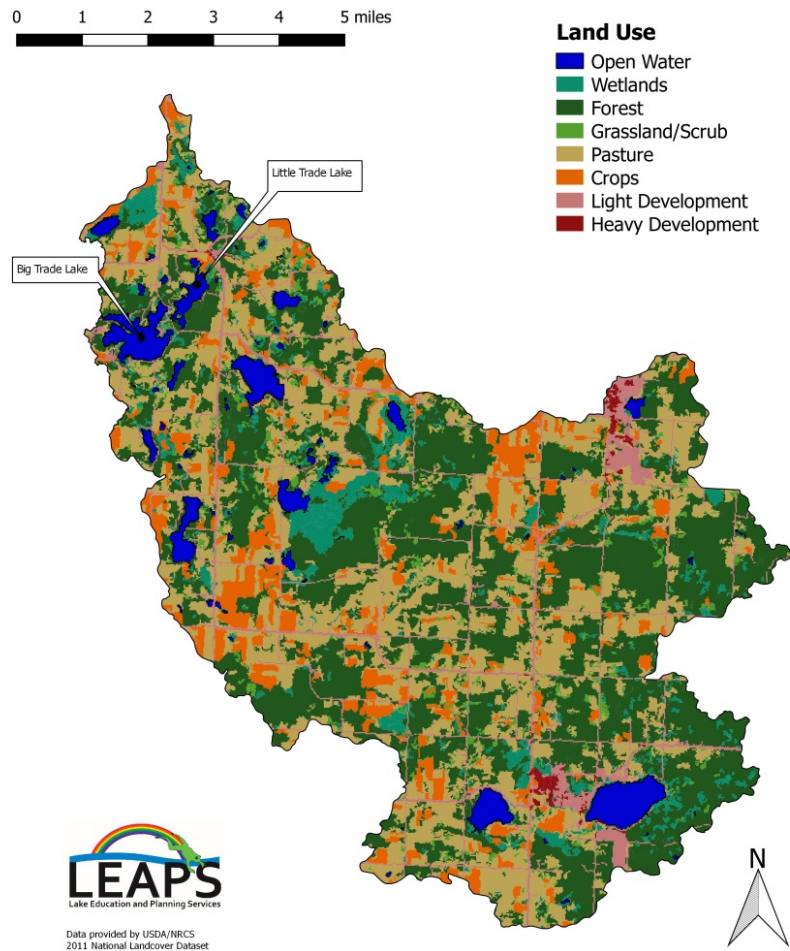 0 1 2 3 4 5 miles
Land Use
Open Water
Wetlands
Forest
Grassland/Scrub
Pasture
Crops
Light Development
Heavy Development
Little Trade Lake
Big Trade Lake
LEAPS
Lake Education and Planning Services
Data provided by USDA/NRCS
2011 National Landcover Dataset
N